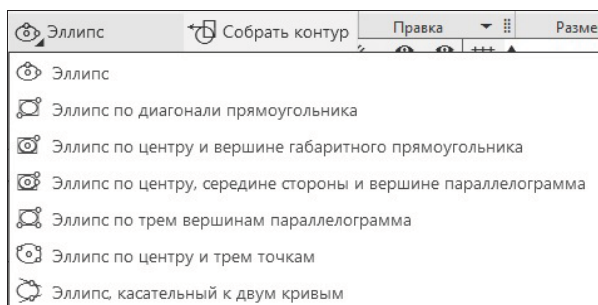 Эллипс Собрать контур Правка Разме
Эллипс
Эллипс по диагонали прямоугольника
Эллипс по центру и вершине габаритного прямоугольника
Эллипс по центру, середине стороны и вершине параллелограмма
Эллипс по трем вершинам параллелограмма
Эллипс по центру и трем точкам
Эллипс, касательный к двум кривым